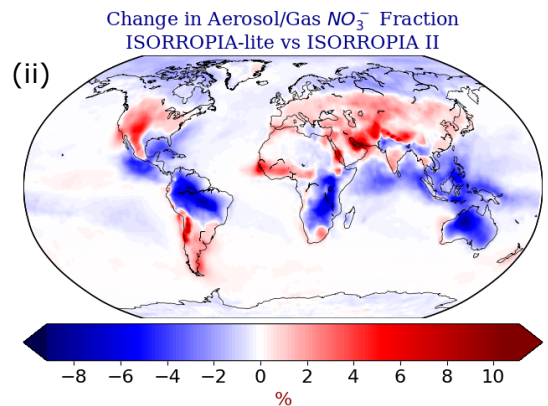 Change in Aerosol/Gas NO₃⁻ Fraction
ISORROPIA-lite vs ISORROPIA II
(ii)
−8 −6 −4 −2 0 2 4 6 8 10
%